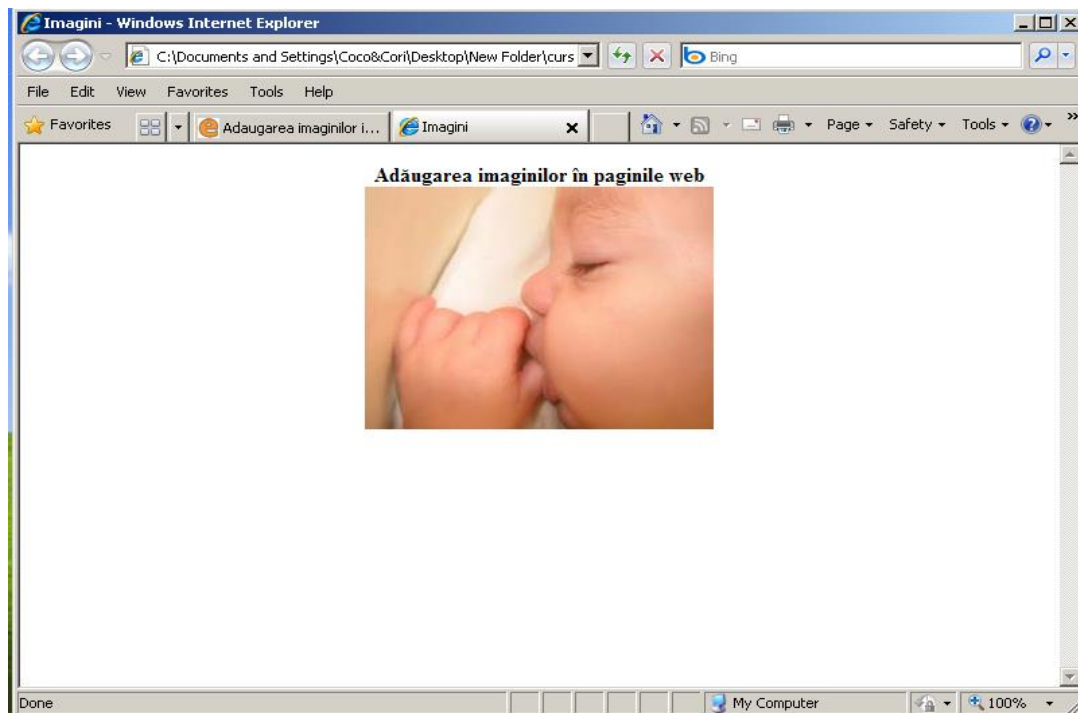 Imagini - Windows Internet Explorer
C:\Documents and Settings\Coco&Cori\Desktop\New Folder\curs
Bing
File Edit View Favorites Tools Help
Favorites
Adaugarea imaginilor i...
Imagini
Page Safety Tools
Adăugarea imaginilor în paginile web
Done
My Computer
100%